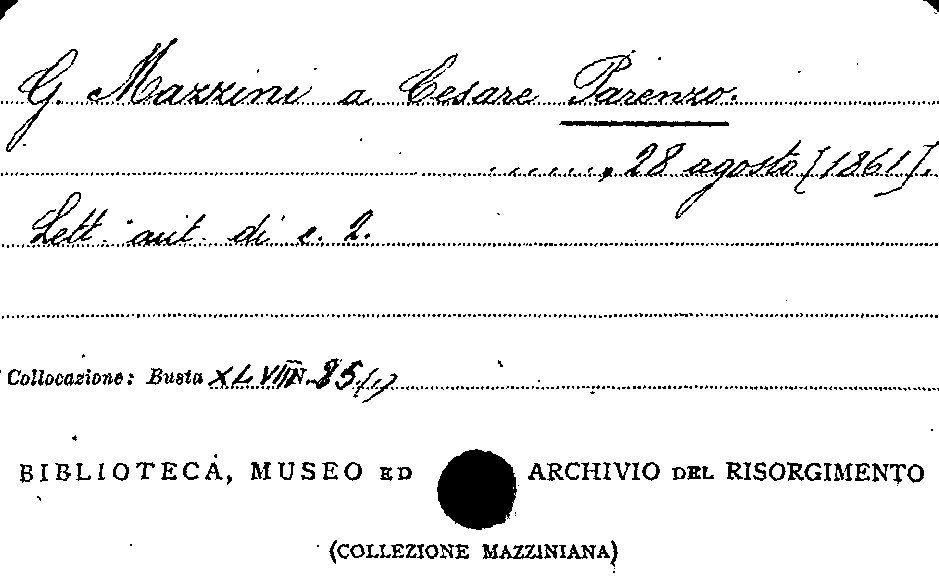 G. Mazzini a Cesare Parenzo.
......, 28 agosto [1861].
Lett. aut. di c. 2.
Collocazione: Busta XLVIII N. 85 (1)
BIBLIOTECA, MUSEO ED ARCHIVIO DEL RISORGIMENTO
(COLLEZIONE MAZZINIANA)